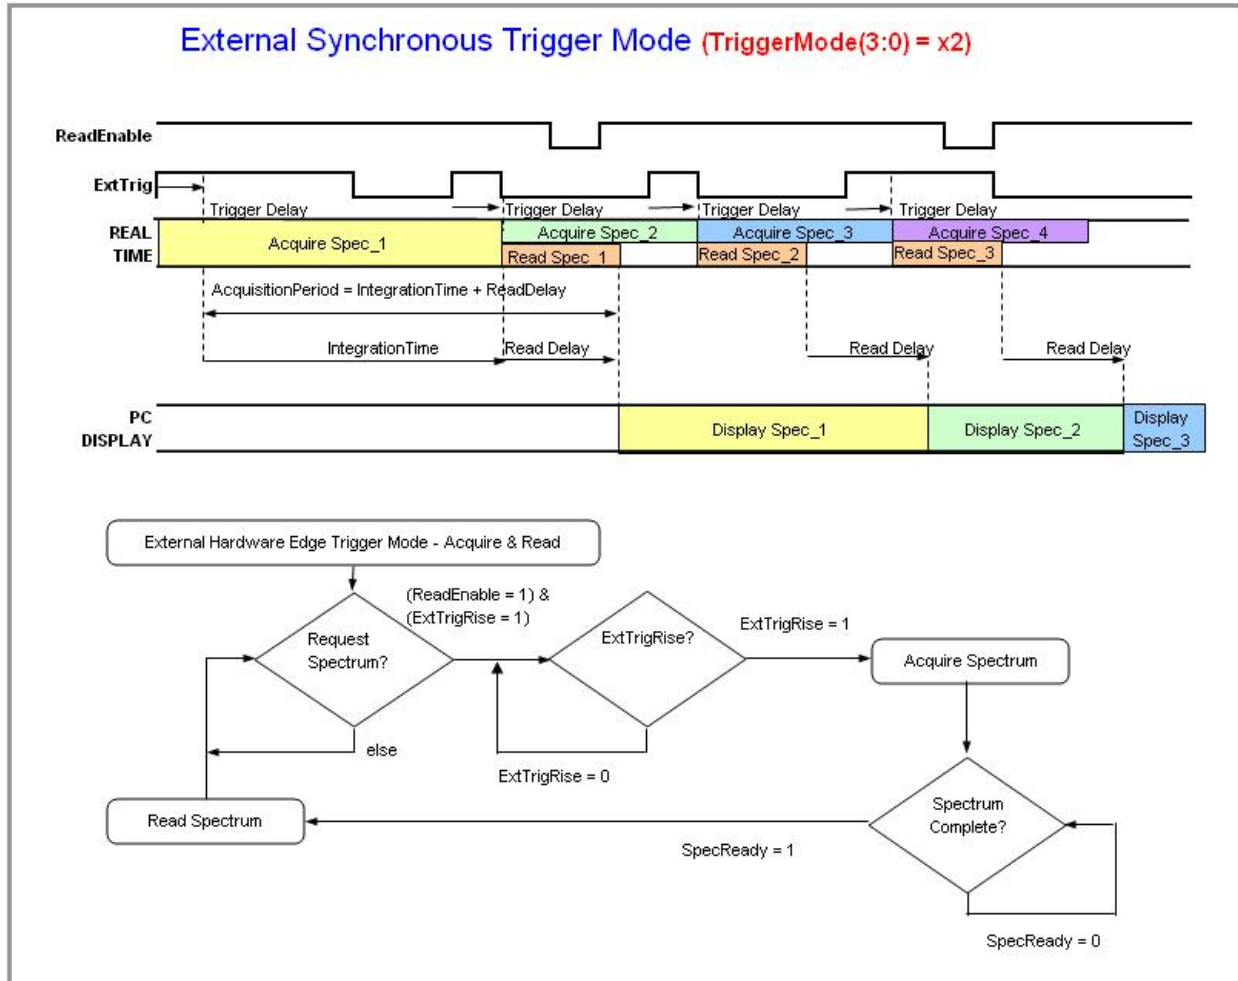 External Synchronous Trigger Mode (TriggerMode(3:0) = x2)
ReadEnable
ExtTrig
Trigger Delay
Trigger Delay
Trigger Delay
Trigger Delay
REAL
TIME
Acquire Spec_1
Acquire Spec_2
Acquire Spec_3
Acquire Spec_4
Read Spec_1
Read Spec_2
Read Spec_3
AcquisitionPeriod = IntegrationTime + ReadDelay
IntegrationTime
Read Delay
Read Delay
Read Delay
PC
DISPLAY
Display Spec_1
Display Spec_2
Display
Spec_3
External Hardware Edge Trigger Mode - Acquire & Read
(ReadEnable = 1) &
(ExtTrigRise = 1)
Request
Spectrum?
ExtTrigRise?
ExtTrigRise = 1
Acquire Spectrum
else
ExtTrigRise = 0
Read Spectrum
Spectrum
Complete?
SpecReady = 1
SpecReady = 0